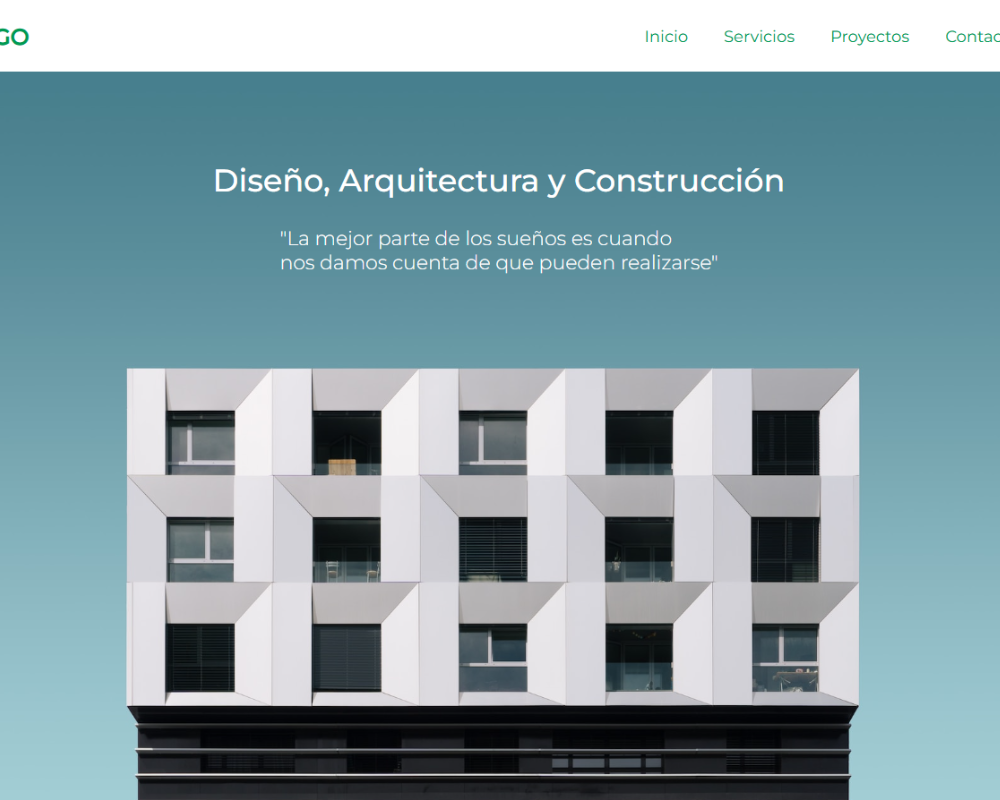 GO
Inicio Servicios Proyectos Contac
Diseño, Arquitectura y Construcción
"La mejor parte de los sueños es cuando
nos damos cuenta de que pueden realizarse"